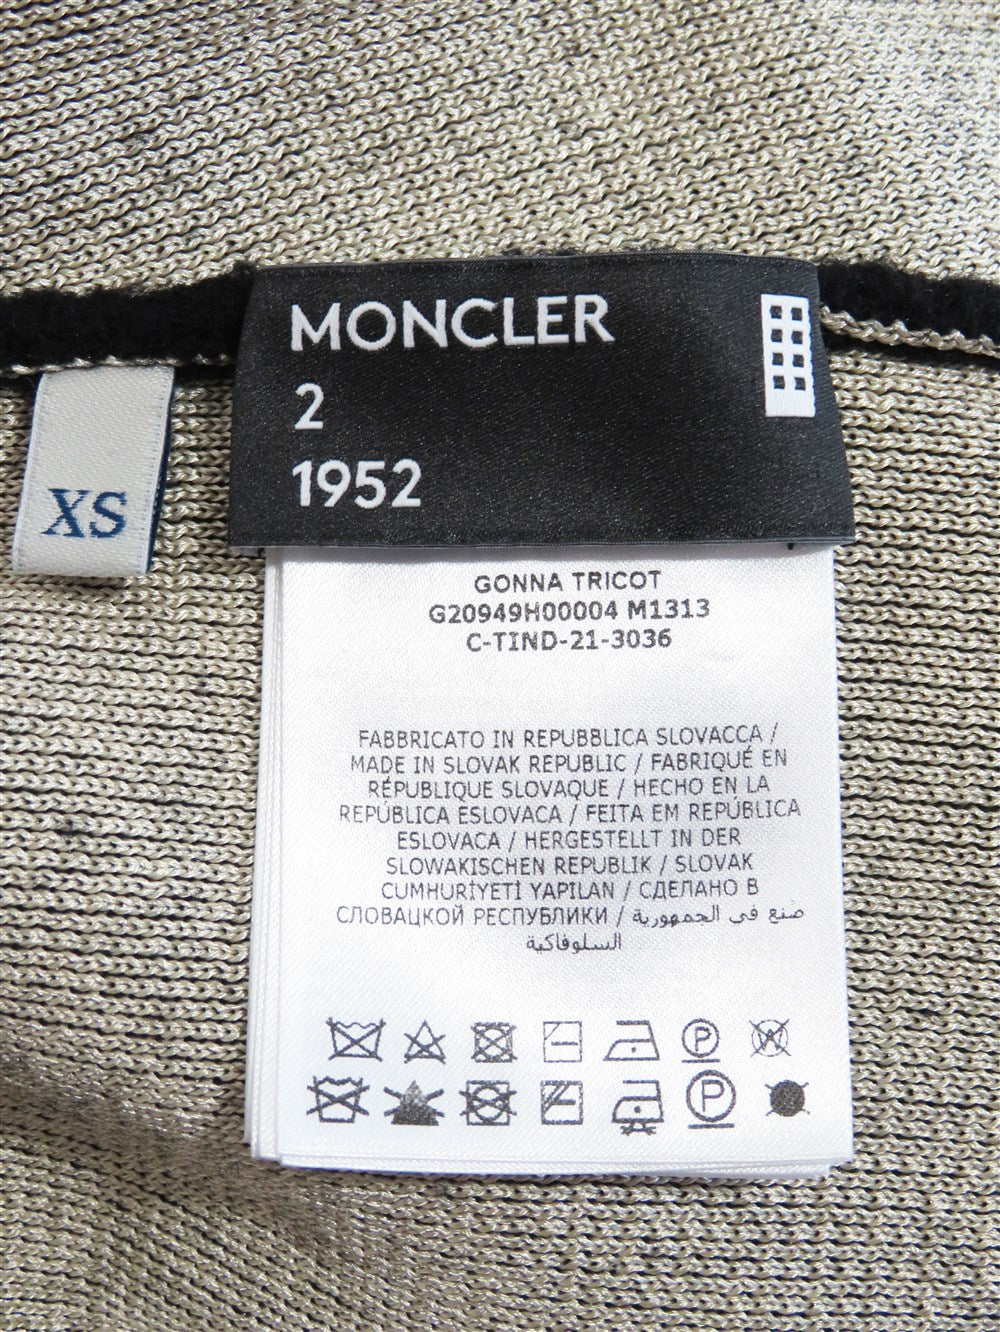 MONCLER
2
1952
XS
GONNA TRICOT
G20949H00004 M1313
C-TIND-21-3036
FABBRICATO IN REPUBBLICA SLOVACCA /
MADE IN SLOVAK REPUBLIC / FABRIQUÉ EN
RÉPUBLIQUE SLOVAQUE / HECHO EN LA
REPÚBLICA ESLOVACA / FEITA EM REPÚBLICA
ESLOVACA / HERGESTELLT IN DER
SLOWAKISCHEN REPUBLIK / SLOVAK
CUMHURİYETİ YAPILAN / СДЕЛАНО В
СЛОВАЦКОЙ РЕСПУБЛИКИ / صنع في الجمهورية
السلوفاكية
P
W
P